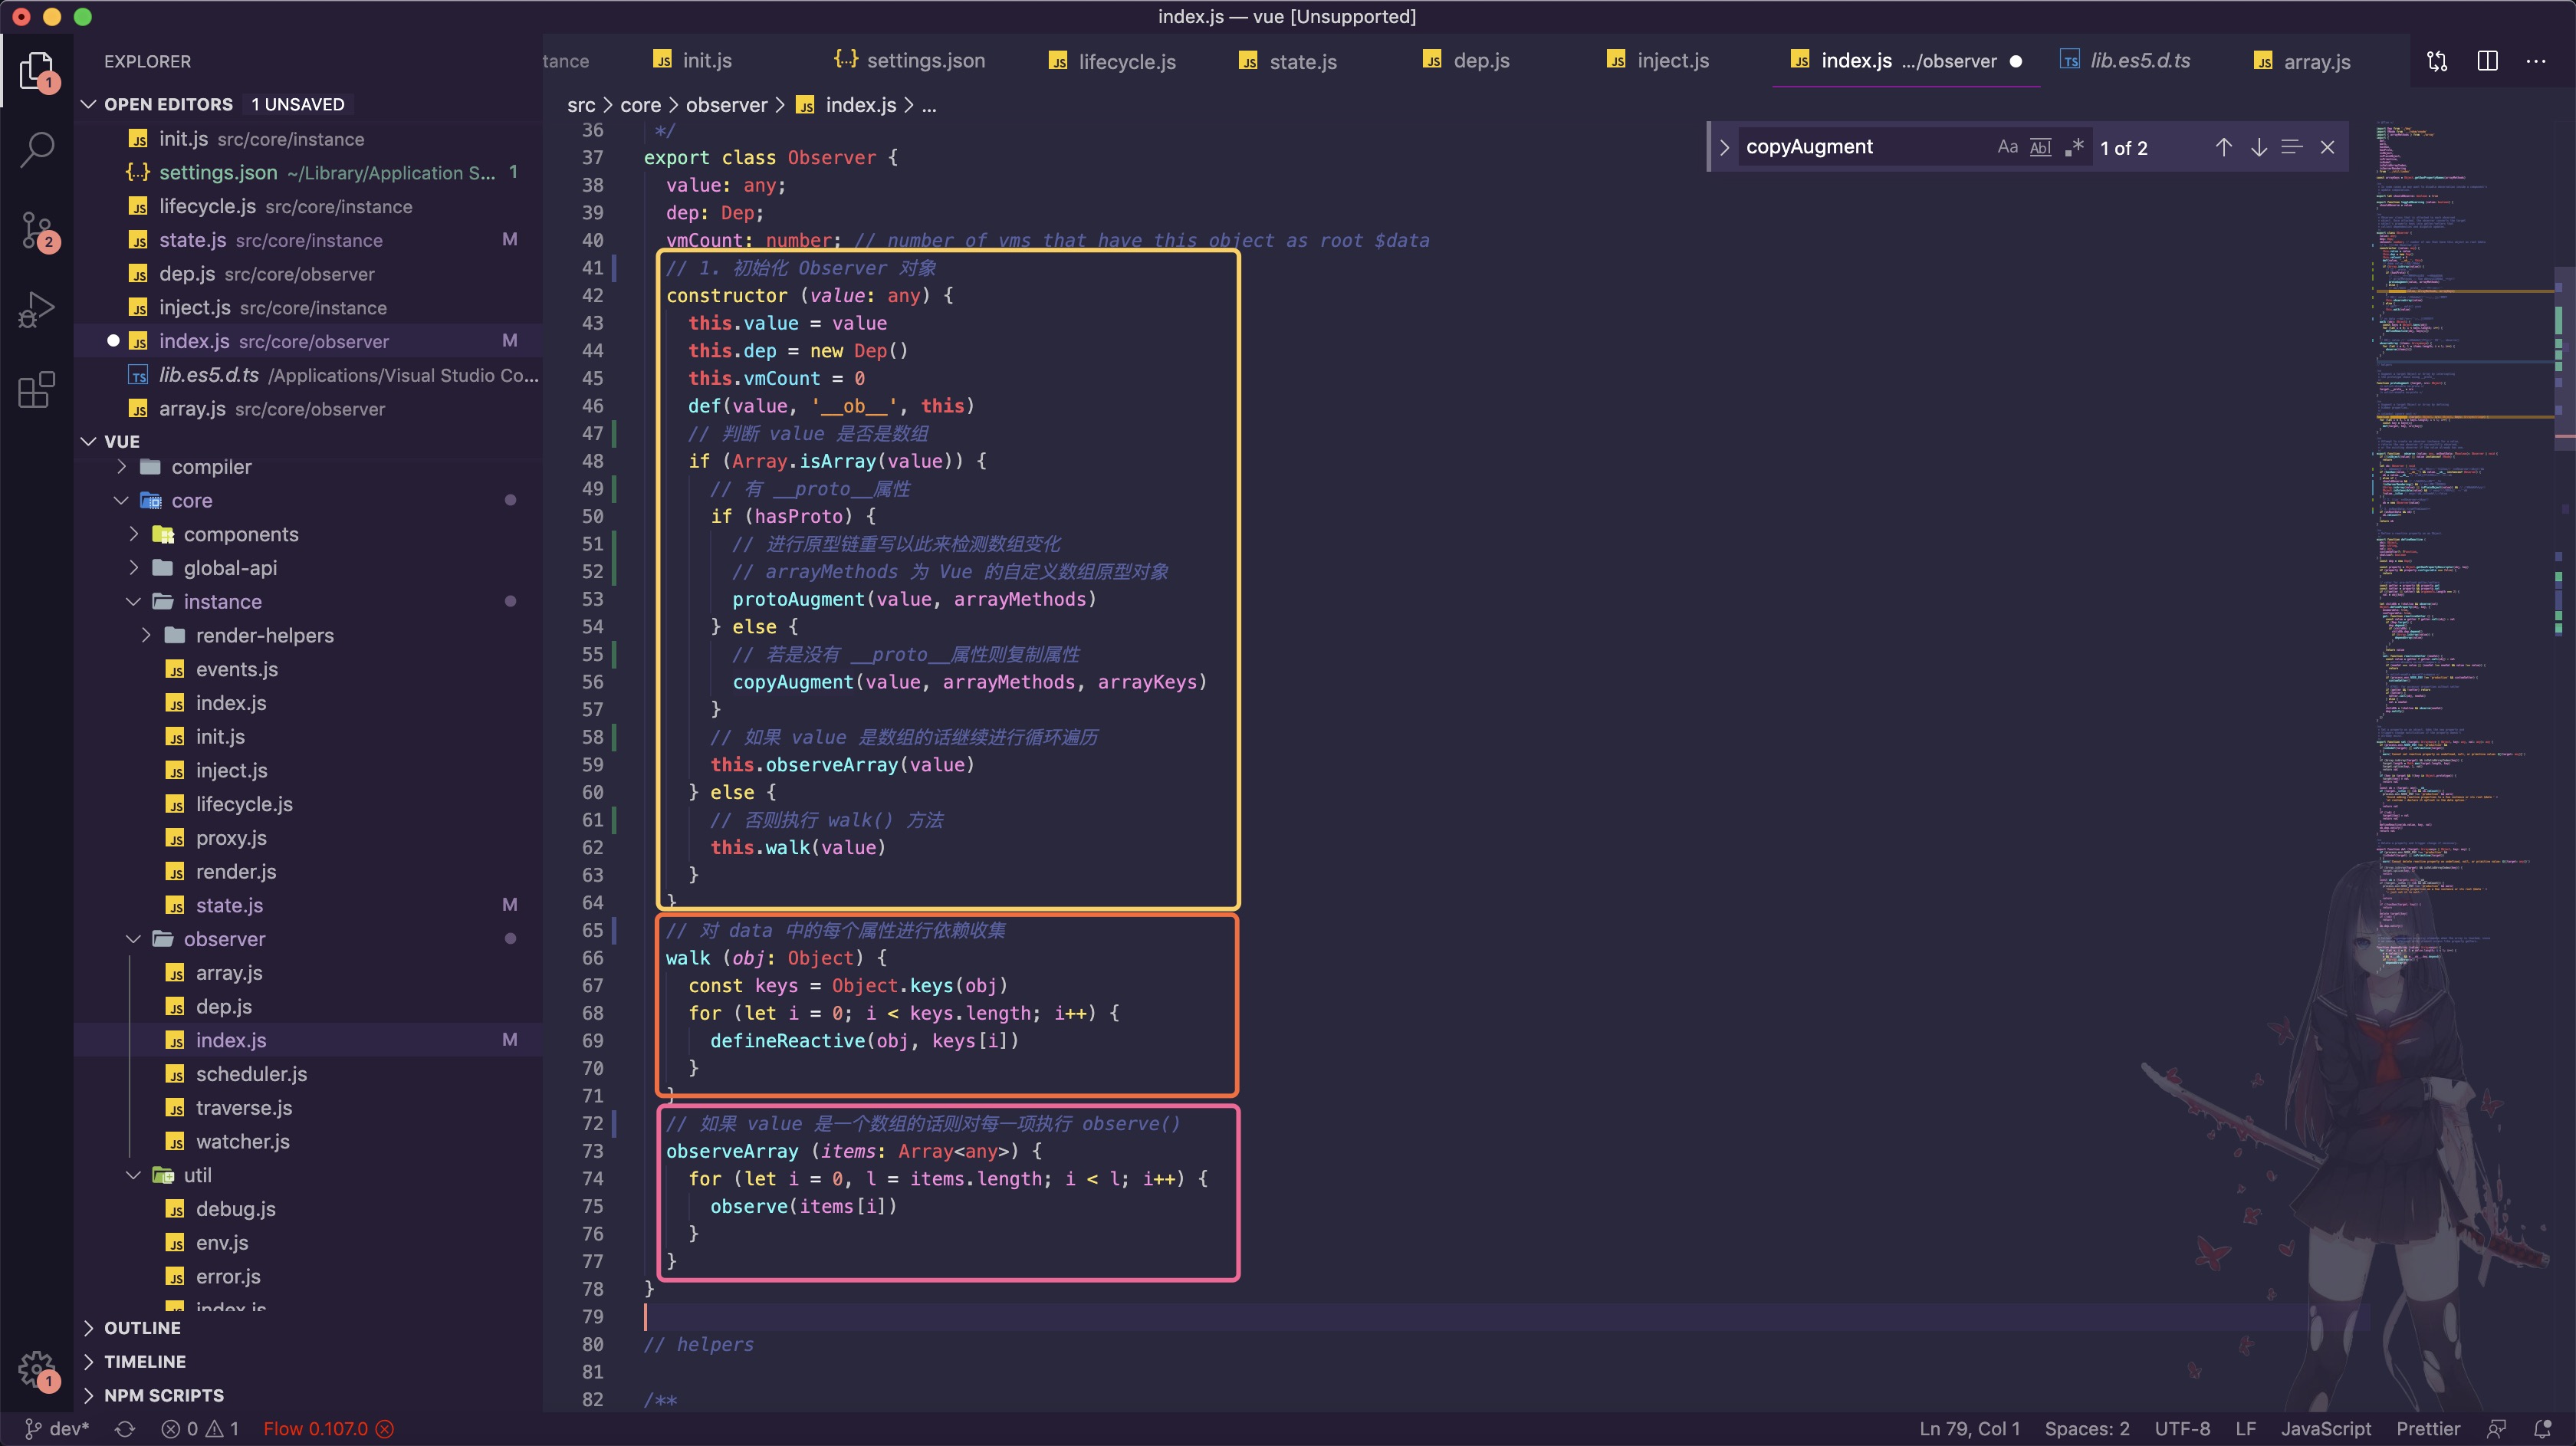 index.js — vue [Unsupported]
EXPLORER
OPEN EDITORS 1 UNSAVED
init.js src/core/instance
settings.json ~/Library/Application S... 1
lifecycle.js src/core/instance
state.js src/core/instance M
dep.js src/core/observer
inject.js src/core/instance
index.js src/core/observer M
lib.es5.d.ts /Applications/Visual Studio Co...
array.js src/core/observer
VUE
compiler
core
components
global-api
instance
render-helpers
events.js
index.js
init.js
inject.js
lifecycle.js
proxy.js
render.js
state.js M
observer
array.js
dep.js
index.js M
scheduler.js
traverse.js
watcher.js
util
debug.js
env.js
error.js
index.js
OUTLINE
TIMELINE
NPM SCRIPTS
1
2
1
tance init.js settings.json lifecycle.js state.js dep.js inject.js index.js .../observer lib.es5.d.ts array.js
src > core > observer > index.js > ...
copyAugment Aa Abl .* 1 of 2
36 */
37 export class Observer {
38 value: any;
39 dep: Dep;
40 vmCount: number; // number of vms that have this object as root $data
41 // 1. 初始化 Observer 对象
42 constructor (value: any) {
43 this.value = value
44 this.dep = new Dep()
45 this.vmCount = 0
46 def(value, '__ob__', this)
47 // 判断 value 是否是数组
48 if (Array.isArray(value)) {
49 // 有 __proto__属性
50 if (hasProto) {
51 // 进行原型链重写以此来检测数组变化
52 // arrayMethods 为 Vue 的自定义数组原型对象
53 protoAugment(value, arrayMethods)
54 } else {
55 // 若是没有 __proto__属性则复制属性
56 copyAugment(value, arrayMethods, arrayKeys)
57 }
58 // 如果 value 是数组的话继续进行循环遍历
59 this.observeArray(value)
60 } else {
61 // 否则执行 walk() 方法
62 this.walk(value)
63 }
64 }
65 // 对 data 中的每个属性进行依赖收集
66 walk (obj: Object) {
67 const keys = Object.keys(obj)
68 for (let i = 0; i < keys.length; i++) {
69 defineReactive(obj, keys[i])
70 }
71 }
72 // 如果 value 是一个数组的话则对每一项执行 observe()
73 observeArray (items: Array<any>) {
74 for (let i = 0, l = items.length; i < l; i++) {
75 observe(items[i])
76 }
77 }
78 }
79
80 // helpers
81
82 /**
dev* 0 1 Flow 0.107.0 Ln 79, Col 1 Spaces: 2 UTF-8 LF JavaScript Prettier